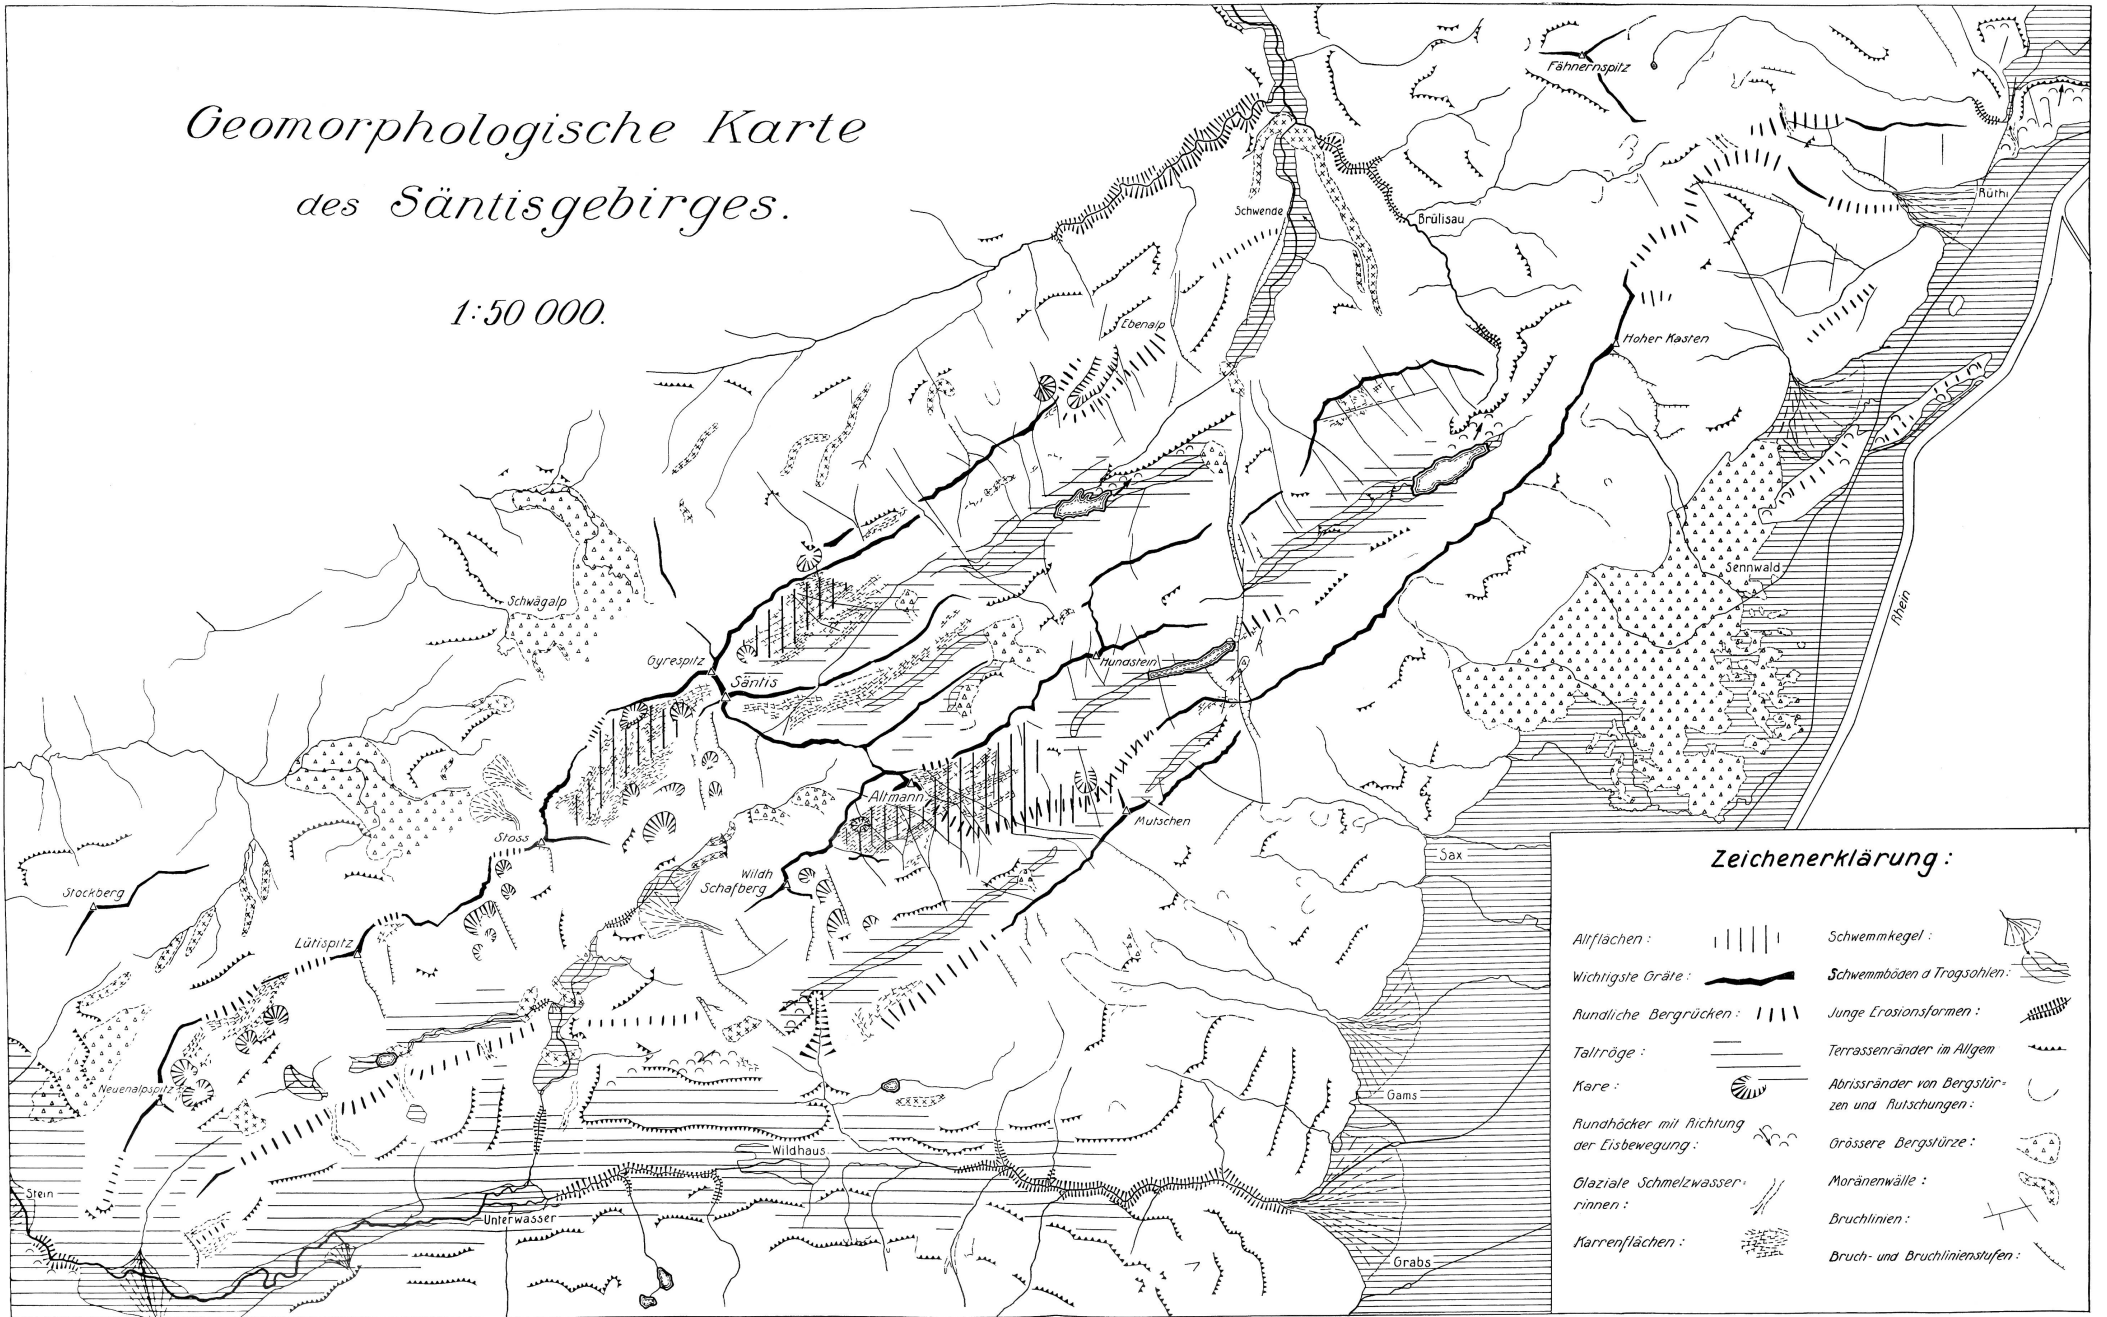 Geomorphologische Karte
des Säntisgebirges.
1:50 000.
Fähnernspitz
Rüthi
Schwende
Brülisau
Ebenalp
Hoher Kasten
Sennwald
Rhein
Schwägalp
Gyrespitz
Säntis
Hundstein
Altmann
Mutschen
Stoss
Wildh
Schafberg
Sax
Stockberg
Lütispitz
Neuenalpspitz
Gams
Wildhaus
Stein
Unterwasser
Grabs
Zeichenerklärung:
Altflächen:
Wichtigste Gräte:
Rundliche Bergrücken:
Taltröge:
Kare:
Rundhöcker mit Richtung
der Eisbewegung:
Glaziale Schmelzwasser-
rinnen:
Karrenflächen:
Schwemmkegel:
Schwemmböden d Trogsohlen:
Junge Erosionsformen:
Terrassenränder im Allgem
Abrissränder von Bergstür=
zen und Rutschungen:
Grössere Bergstürze:
Moränenwälle:
Bruchlinien:
Bruch- und Bruchlinienstufen: